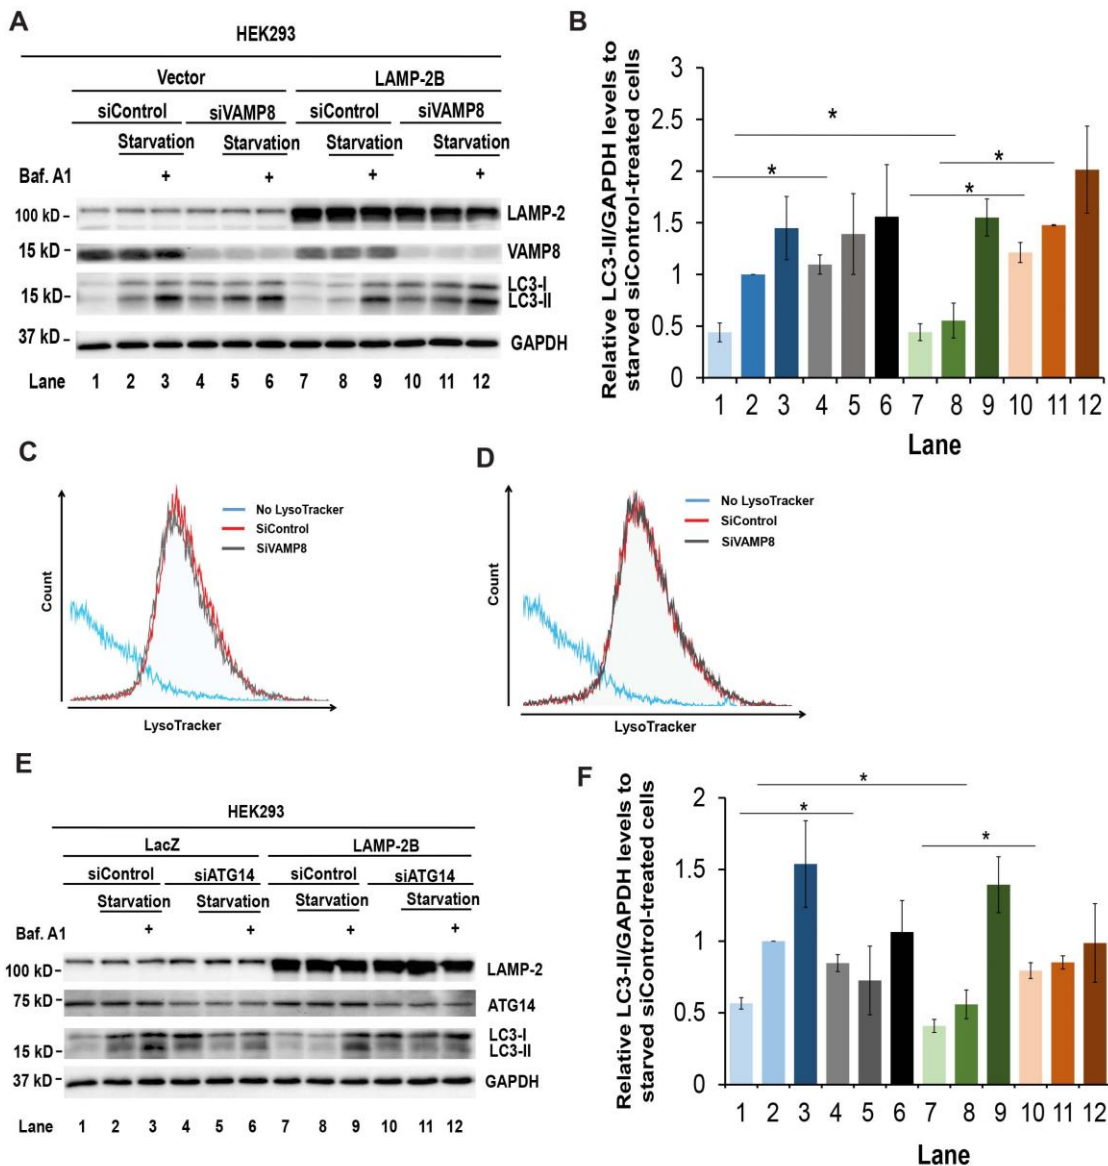 A
HEK293
Vector LAMP-2B
siControl siVAMP8 siControl siVAMP8
Starvation Starvation Starvation Starvation
Baf. A1 + + + +
100 kD LAMP-2
15 kD VAMP8
LC3-I
15 kD LC3-II
37 kD GAPDH
Lane 1 2 3 4 5 6 7 8 9 10 11 12
B
Relative LC3-II/GAPDH levels to
starved siControl-treated cells
3
2.5
2
1.5
1
0.5
0
* * * *
1 2 3 4 5 6 7 8 9 10 11 12
Lane
C
Count
No LysoTracker
SiControl
SiVAMP8
LysoTracker
D
Count
No LysoTracker
SiControl
SiVAMP8
LysoTracker
E
HEK293
LacZ LAMP-2B
siControl siATG14 siControl siATG14
Starvation Starvation Starvation Starvation
Baf. A1 + + + +
100 kD LAMP-2
75 kD ATG14
LC3-I
15 kD LC3-II
37 kD GAPDH
Lane 1 2 3 4 5 6 7 8 9 10 11 12
F
Relative LC3-II/GAPDH levels to
starved siControl-treated cells
2
1.5
1
0.5
0
* * *
1 2 3 4 5 6 7 8 9 10 11 12
Lane